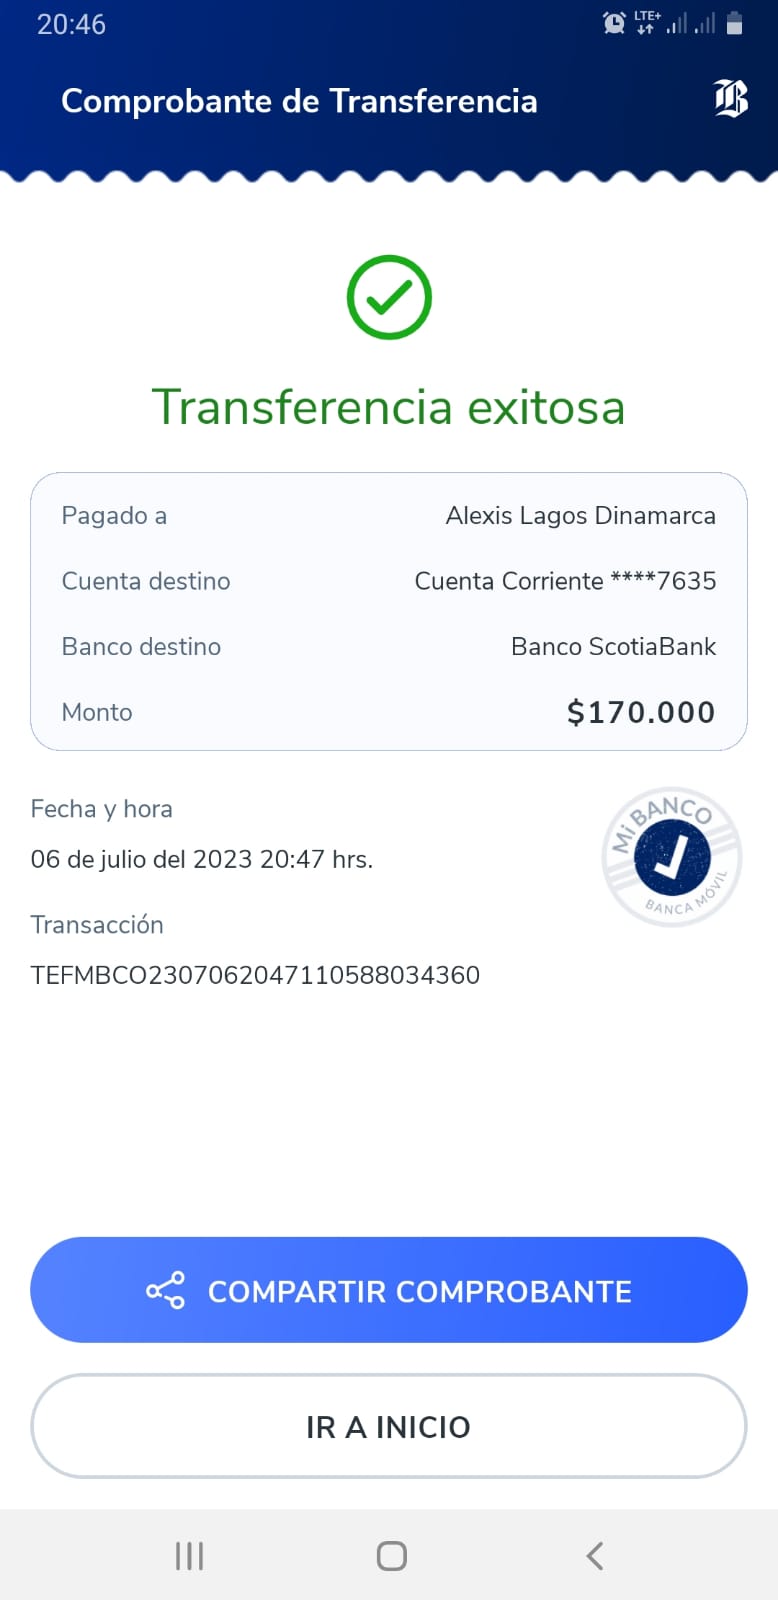 20:46
LTE+
Comprobante de Transferencia
B
Transferencia exitosa
Pagado a Alexis Lagos Dinamarca
Cuenta destino Cuenta Corriente ****7635
Banco destino Banco ScotiaBank
Monto $170.000
Fecha y hora
06 de julio del 2023 20:47 hrs.
Mi BANCO
BANCA MÓVIL
Transacción
TEFMBCO2307062047110588034360
COMPARTIR COMPROBANTE
IR A INICIO